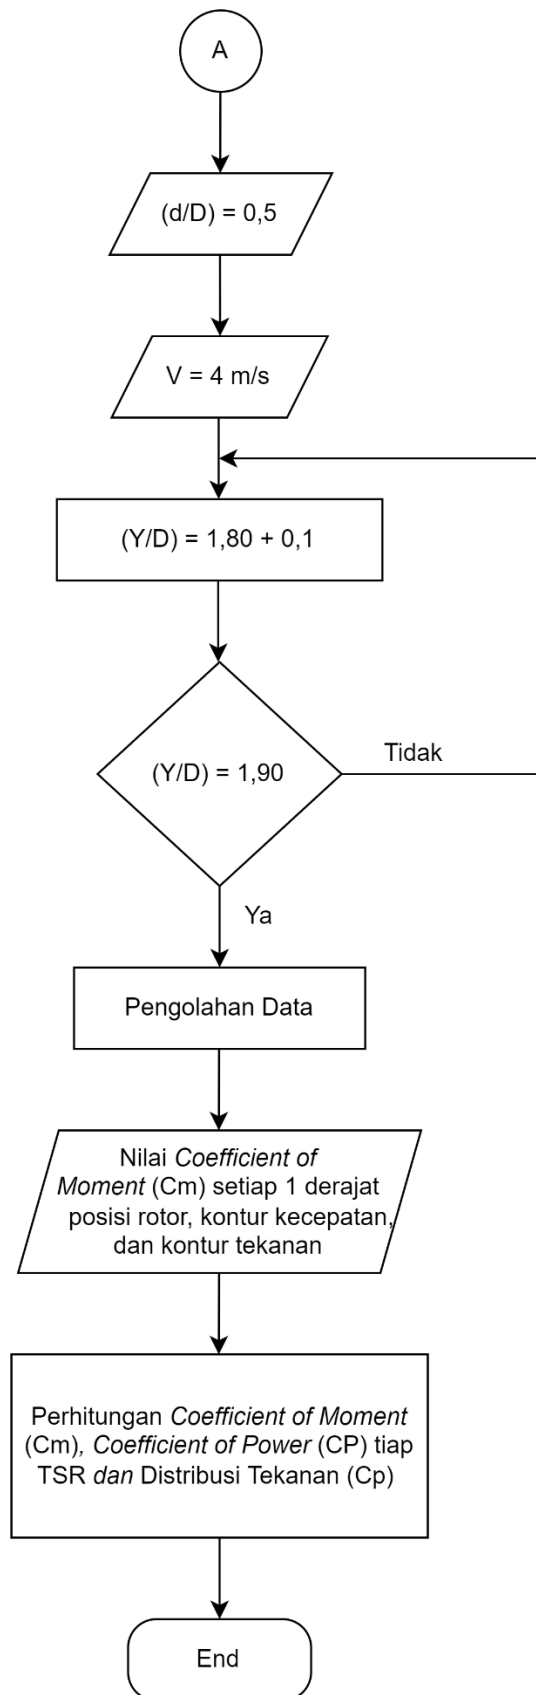 A
(d/D) = 0,5
V = 4 m/s
(Y/D) = 1,80 + 0,1
(Y/D) = 1,90
Tidak
Ya
Pengolahan Data
Nilai Coefficient of
Moment (Cm) setiap 1 derajat
posisi rotor, kontur kecepatan,
dan kontur tekanan
Perhitungan Coefficient of Moment
(Cm), Coefficient of Power (CP) tiap
TSR dan Distribusi Tekanan (Cp)
End